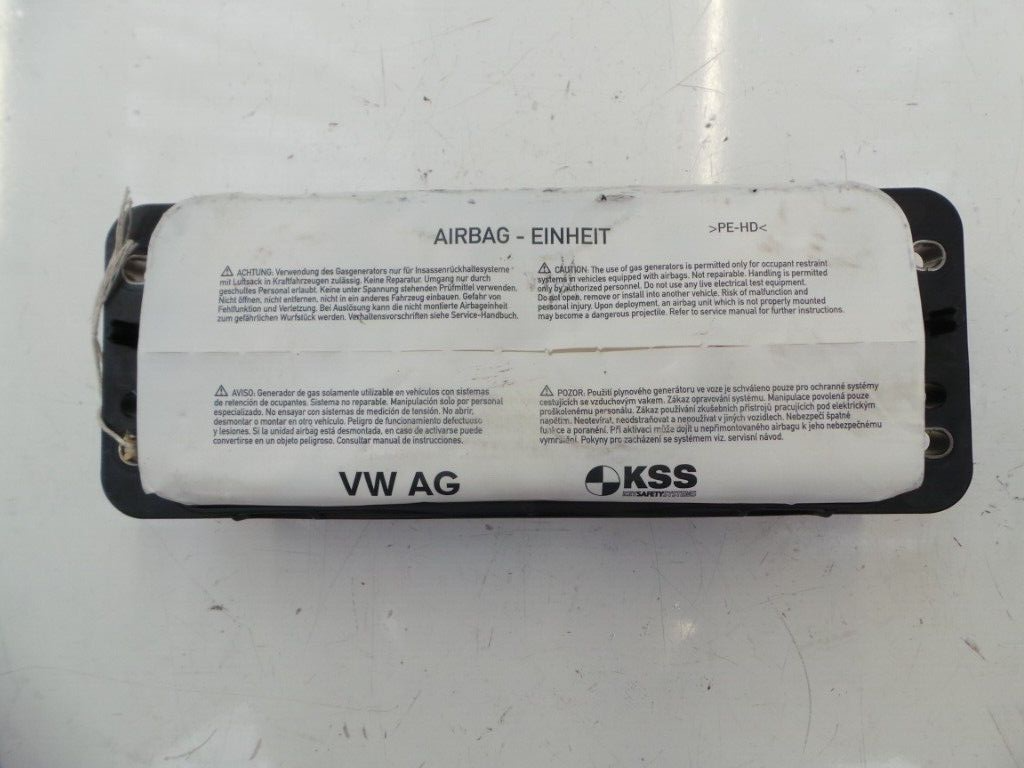 AIRBAG - EINHEIT
>PE-HD<
⚠ ACHTUNG: Verwendung des Gasgenerators nur für Insassenrückhaltesysteme
mit Luftsack in Kraftfahrzeugen zulässig. Keine Reparatur. Umgang nur durch
geschultes Personal erlaubt. Keine unter Spannung stehenden Prüfmittel verwenden.
Nicht öffnen, nicht entfernen, nicht in ein anderes Fahrzeug einbauen. Gefahr von
Fehlfunktion und Verletzung. Bei Auslösung kann die nicht montierte Airbageinheit
zum gefährlichen Wurfstück werden. Verhaltensvorschriften siehe Service-Handbuch.
⚠ CAUTION: The use of gas generators is permitted only for occupant restraint
systems in vehicles equipped with airbags. Not repairable. Handling is permitted
only by authorized personnel. Do not use any live electrical test equipment.
Do not open, remove or install into another vehicle. Risk of malfunction and
personal injury. Upon deployment, an airbag unit which is not properly mounted
may become a dangerous projectile. Refer to service manual for further instructions.
⚠ AVISO: Generador de gas solamente utilizable en vehículos con sistemas
de retención de ocupantes. Sistema no reparable. Manipulación solo por personal
especializado. No ensayar con sistemas de medición de tensión. No abrir,
desmontar o montar en otro vehículo. Peligro de funcionamiento defectuoso
y lesiones. Si la unidad airbag está desmontada, en caso de activarse puede
convertirse en un objeto peligroso. Consultar manual de instrucciones.
⚠ POZOR: Použití plynového generátoru ve voze je schváleno pouze pro ochranné systémy
cestujících se vzduchovým vakem. Zákaz opravování systému. Manipulace povolená pouze
proškolenému personálu. Zákaz používání zkušebních přístrojů pracujících pod elektrickým
napětím. Neotevírat, neodstraňovat a nepoužívat v jiných vozidlech. Nebezpečí špatné
funkce a poranění. Při aktivaci může dojít u nepřimontovaného airbagu k jeho nebezpečnému
vymrštění. Pokyny pro zacházení se systémem viz. servisní návod.
VW AG
KSS
KEYSAFETYSYSTEMS